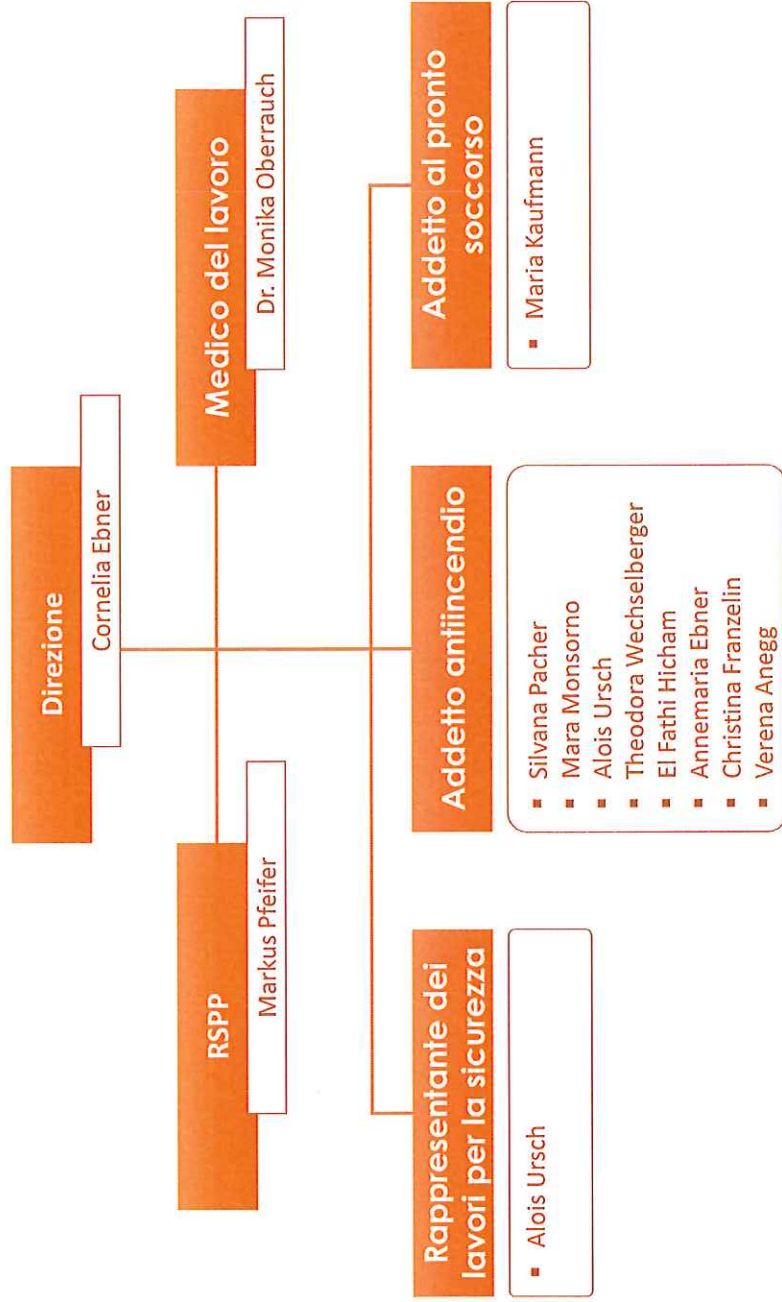 Direzione
Cornelia Ebner
RSPP
Markus Pfeifer
Medico del lavoro
Dr. Monika Oberrauch
Rappresentante dei
lavori per la sicurezza
▪ Alois Ursch
Addetto antiincendio
▪ Silvana Pacher
▪ Mara Monsorno
▪ Alois Ursch
▪ Theodora Wechselberger
▪ El Fathi Hicham
▪ Annemaria Ebner
▪ Christina Franzelin
▪ Verena Anegg
Addetto al pronto
soccorso
▪ Maria Kaufmann